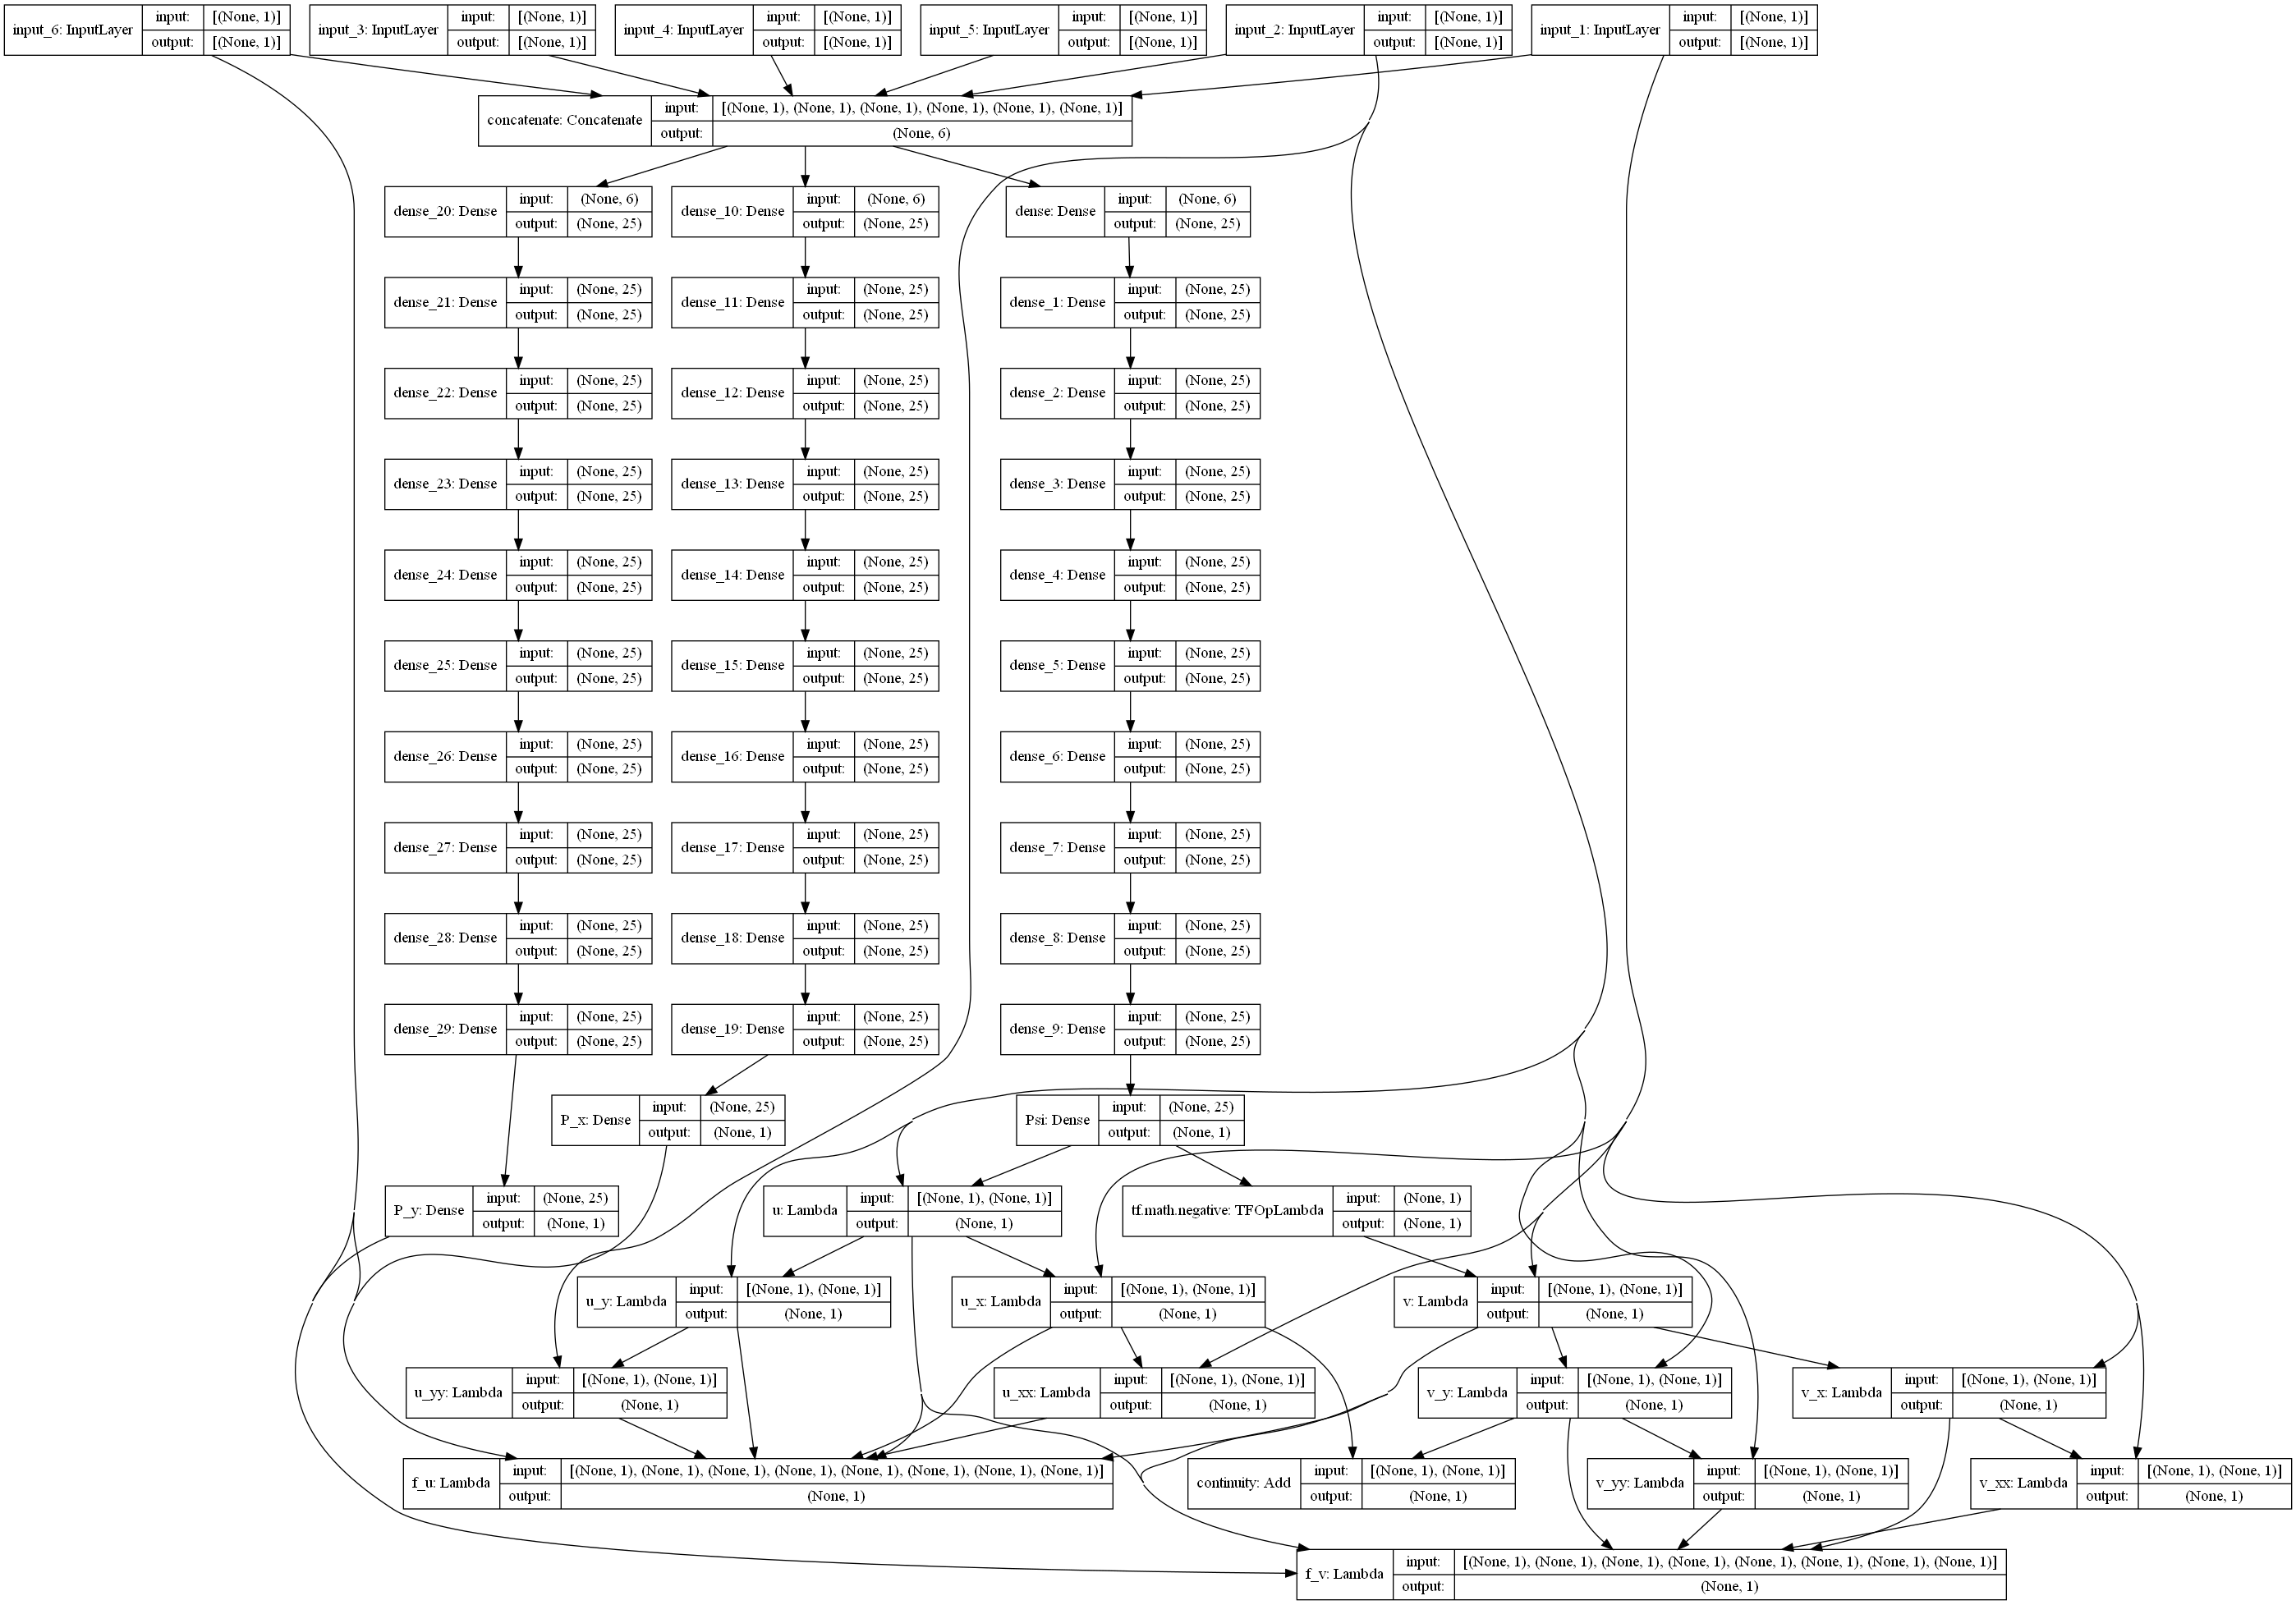 input_6: InputLayer input: [(None, 1)] output: [(None, 1)]
input_3: InputLayer input: [(None, 1)] output: [(None, 1)]
input_4: InputLayer input: [(None, 1)] output: [(None, 1)]
input_5: InputLayer input: [(None, 1)] output: [(None, 1)]
input_2: InputLayer input: [(None, 1)] output: [(None, 1)]
input_1: InputLayer input: [(None, 1)] output: [(None, 1)]
concatenate: Concatenate input: [(None, 1), (None, 1), (None, 1), (None, 1), (None, 1), (None, 1)] output: (None, 6)
dense_20: Dense input: (None, 6) output: (None, 25)
dense_10: Dense input: (None, 6) output: (None, 25)
dense: Dense input: (None, 6) output: (None, 25)
dense_21: Dense input: (None, 25) output: (None, 25)
dense_11: Dense input: (None, 25) output: (None, 25)
dense_1: Dense input: (None, 25) output: (None, 25)
dense_22: Dense input: (None, 25) output: (None, 25)
dense_12: Dense input: (None, 25) output: (None, 25)
dense_2: Dense input: (None, 25) output: (None, 25)
dense_23: Dense input: (None, 25) output: (None, 25)
dense_13: Dense input: (None, 25) output: (None, 25)
dense_3: Dense input: (None, 25) output: (None, 25)
dense_24: Dense input: (None, 25) output: (None, 25)
dense_14: Dense input: (None, 25) output: (None, 25)
dense_4: Dense input: (None, 25) output: (None, 25)
dense_25: Dense input: (None, 25) output: (None, 25)
dense_15: Dense input: (None, 25) output: (None, 25)
dense_5: Dense input: (None, 25) output: (None, 25)
dense_26: Dense input: (None, 25) output: (None, 25)
dense_16: Dense input: (None, 25) output: (None, 25)
dense_6: Dense input: (None, 25) output: (None, 25)
dense_27: Dense input: (None, 25) output: (None, 25)
dense_17: Dense input: (None, 25) output: (None, 25)
dense_7: Dense input: (None, 25) output: (None, 25)
dense_28: Dense input: (None, 25) output: (None, 25)
dense_18: Dense input: (None, 25) output: (None, 25)
dense_8: Dense input: (None, 25) output: (None, 25)
dense_29: Dense input: (None, 25) output: (None, 25)
dense_19: Dense input: (None, 25) output: (None, 25)
dense_9: Dense input: (None, 25) output: (None, 25)
P_x: Dense input: (None, 25) output: (None, 1)
Psi: Dense input: (None, 25) output: (None, 1)
P_y: Dense input: (None, 25) output: (None, 1)
u: Lambda input: [(None, 1), (None, 1)] output: (None, 1)
tf.math.negative: TFOpLambda input: (None, 1) output: (None, 1)
u_y: Lambda input: [(None, 1), (None, 1)] output: (None, 1)
u_x: Lambda input: [(None, 1), (None, 1)] output: (None, 1)
v: Lambda input: [(None, 1), (None, 1)] output: (None, 1)
u_yy: Lambda input: [(None, 1), (None, 1)] output: (None, 1)
u_xx: Lambda input: [(None, 1), (None, 1)] output: (None, 1)
v_y: Lambda input: [(None, 1), (None, 1)] output: (None, 1)
v_x: Lambda input: [(None, 1), (None, 1)] output: (None, 1)
f_u: Lambda input: [(None, 1), (None, 1), (None, 1), (None, 1), (None, 1), (None, 1), (None, 1), (None, 1)] output: (None, 1)
continuity: Add input: [(None, 1), (None, 1)] output: (None, 1)
v_yy: Lambda input: [(None, 1), (None, 1)] output: (None, 1)
v_xx: Lambda input: [(None, 1), (None, 1)] output: (None, 1)
f_v: Lambda input: [(None, 1), (None, 1), (None, 1), (None, 1), (None, 1), (None, 1), (None, 1), (None, 1)] output: (None, 1)